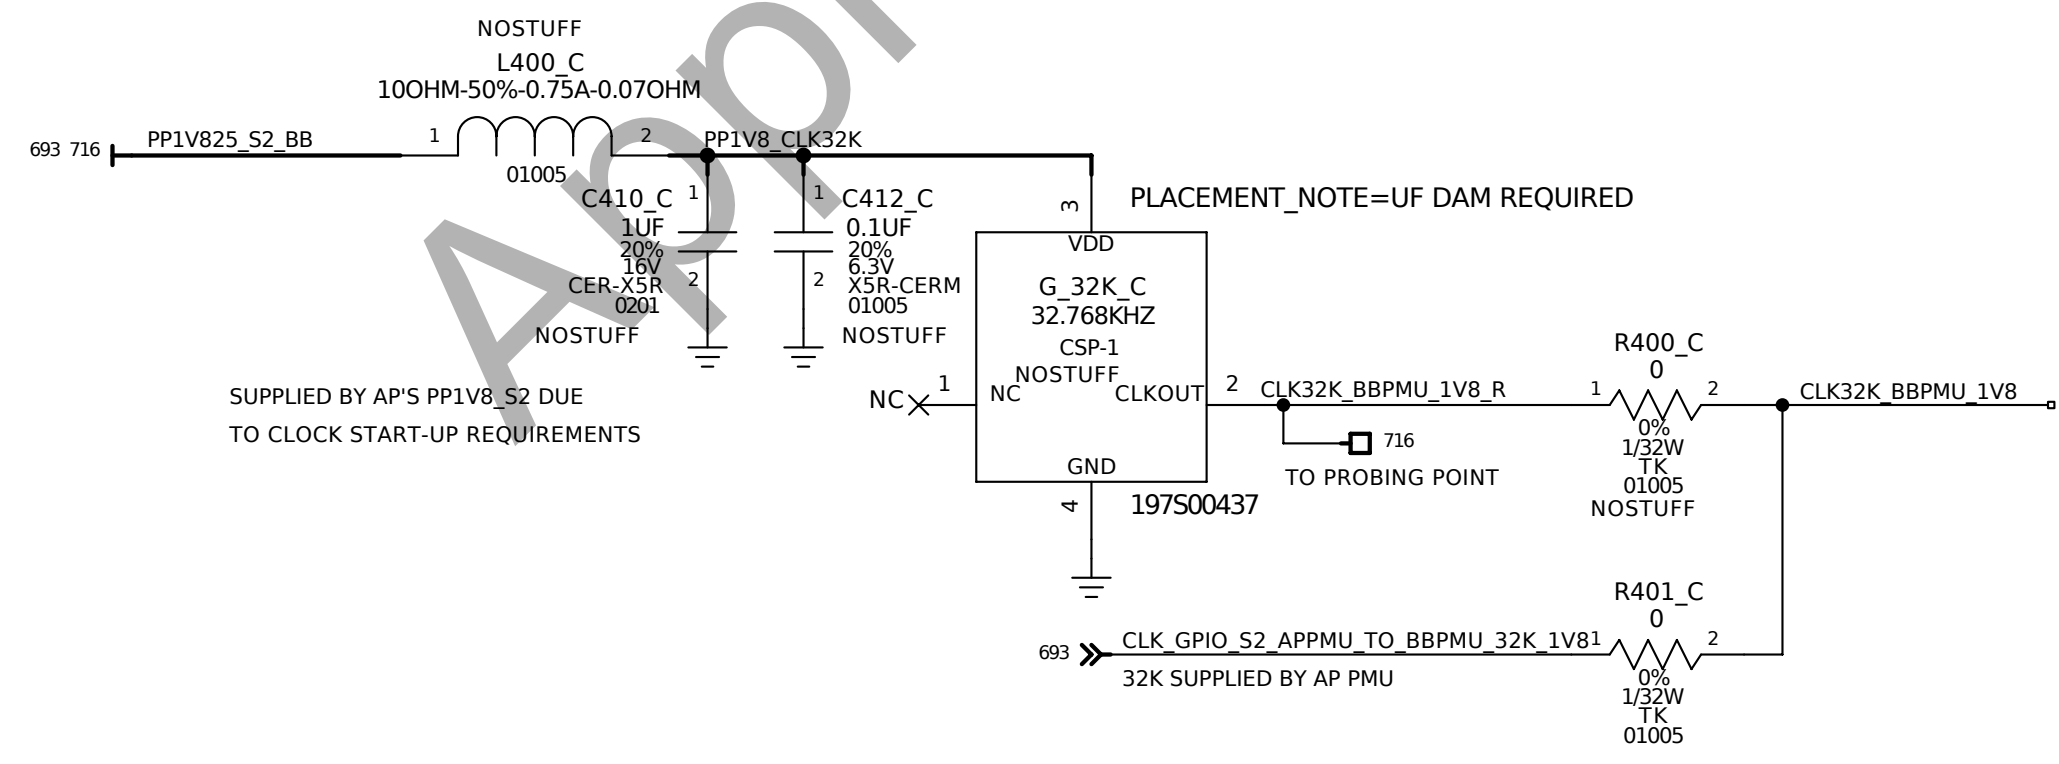 NOSTUFF
L400_C
10OHM-50%-0.75A-0.07OHM
693 716
PP1V825_S2_BB
1
2
PP1V8_CLK32K
01005
C410_C
1
1UF
20%
16V
CER-X5R
2
0201
NOSTUFF
1
C412_C
0.1UF
20%
6.3V
2
X5R-CERM
01005
NOSTUFF
PLACEMENT_NOTE=UF DAM REQUIRED
3
VDD
G_32K_C
32.768KHZ
CSP-1
NOSTUFF
NC
1
NC
CLKOUT
2
GND
4
197S00437
SUPPLIED BY AP'S PP1V8_S2 DUE
TO CLOCK START-UP REQUIREMENTS
CLK32K_BBPMU_1V8_R
716
TO PROBING POINT
R400_C
0
1
2
0%
1/32W
TK
01005
NOSTUFF
CLK32K_BBPMU_1V8
R401_C
0
693
CLK_GPIO_S2_APPMU_TO_BBPMU_32K_1V8
1
2
32K SUPPLIED BY AP PMU
0%
1/32W
TK
01005